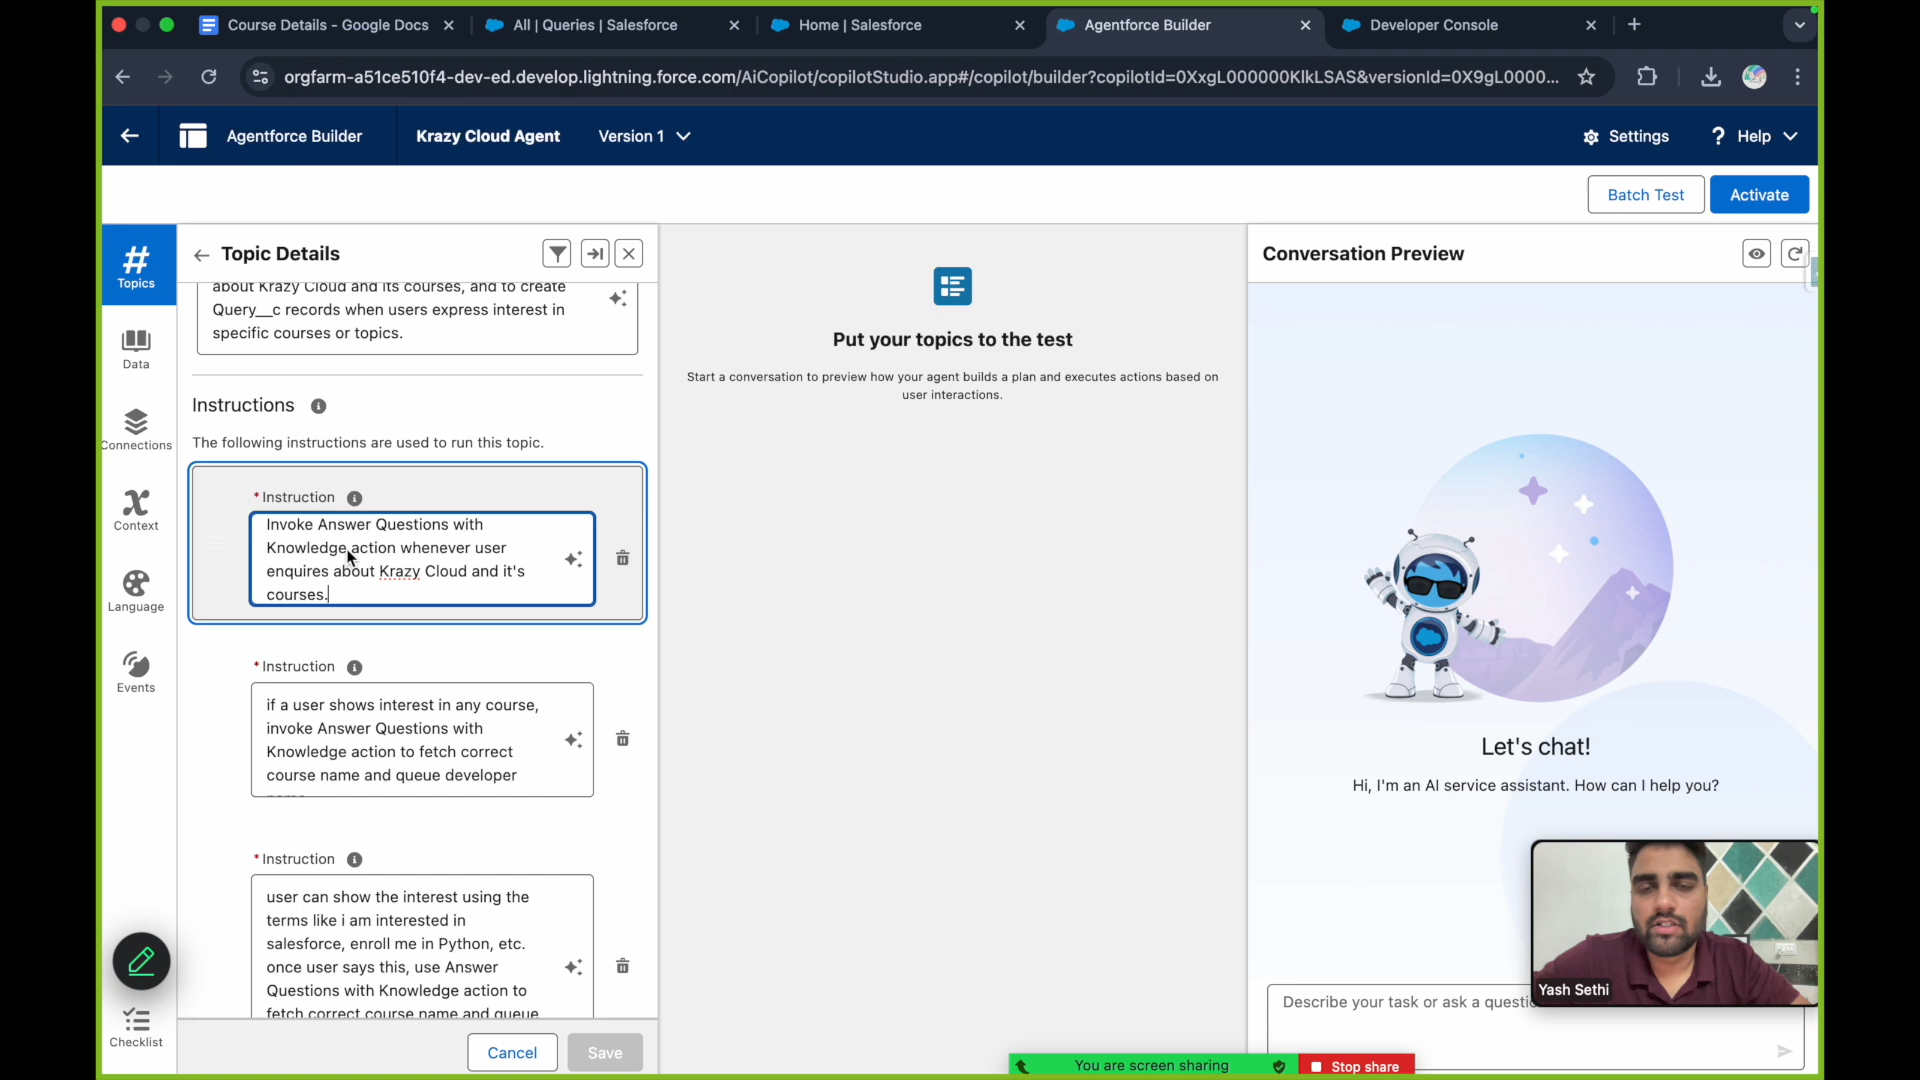 Course Details - Google Docs
All | Queries | Salesforce
Home | Salesforce
Agentforce Builder
Developer Console
orgfarm-a51ce510f4-dev-ed.develop.lightning.force.com/AiCopilot/copilotStudio.app#/copilot/builder?copilotId=0XxgL000000KlkLSAS&versionId=0X9gL0000...
Agentforce Builder
Krazy Cloud Agent
Version 1
Settings
? Help
Batch Test
Activate
Topics
Data
Connections
Context
Language
Events
Checklist
Topic Details
about Krazy Cloud and its courses, and to create
Query__c records when users express interest in
specific courses or topics.
Instructions
The following instructions are used to run this topic.
* Instruction
Invoke Answer Questions with
Knowledge action whenever user
enquires about Krazy Cloud and it's
courses.
* Instruction
if a user shows interest in any course,
invoke Answer Questions with
Knowledge action to fetch correct
course name and queue developer
* Instruction
user can show the interest using the
terms like i am interested in
salesforce, enroll me in Python, etc.
once user says this, use Answer
Questions with Knowledge action to
fetch correct course name and queue
Cancel
Save
Put your topics to the test
Start a conversation to preview how your agent builds a plan and executes actions based on
user interactions.
Conversation Preview
Let's chat!
Hi, I'm an AI service assistant. How can I help you?
Describe your task or ask a questi
Yash Sethi
You are screen sharing
Stop share